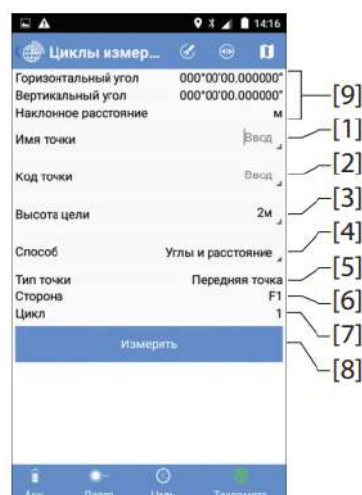 14:16
Циклы измер...
Горизонтальный угол 000°00'00.000000"
Вертикальный угол 000°00'00.000000"
Наклонное расстояние м
[9]
Имя точки Ввод
[1]
Код точки Ввод
[2]
Высота цели 2м
[3]
Способ Углы и расстояние
[4]
Тип точки Передняя точка
[5]
Сторона F1
[6]
Цикл 1
[7]
Измерить
[8]